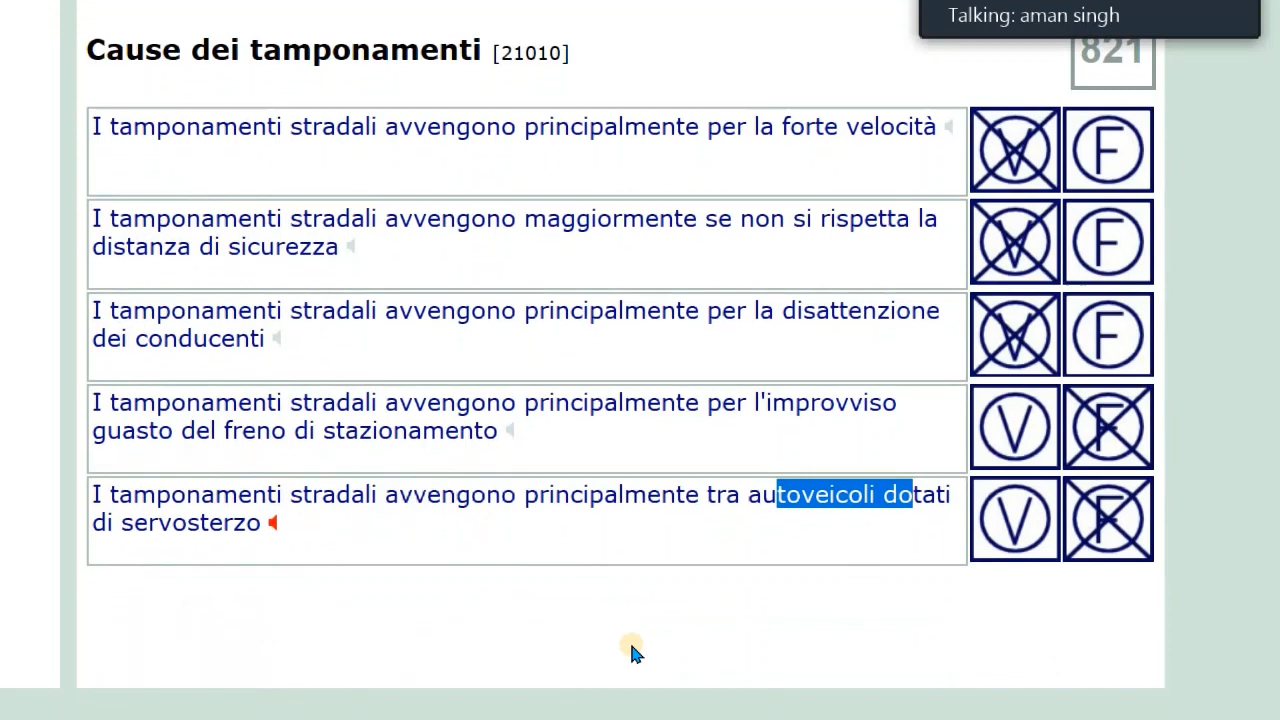 Talking: aman singh
Cause dei tamponamenti [21010]
821
I tamponamenti stradali avvengono principalmente per la forte velocità
V F
I tamponamenti stradali avvengono maggiormente se non si rispetta la
distanza di sicurezza
V F
I tamponamenti stradali avvengono principalmente per la disattenzione
dei conducenti
V F
I tamponamenti stradali avvengono principalmente per l'improvviso
guasto del freno di stazionamento
V F
I tamponamenti stradali avvengono principalmente tra autoveicoli dotati
di servosterzo
V F